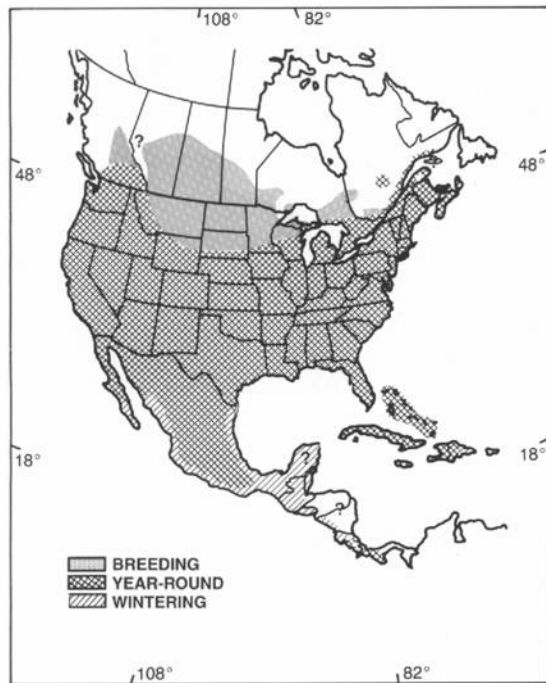 108° 82°
?
48° 48°
18° 18°
?
?
BREEDING
YEAR-ROUND
WINTERING
108° 82°